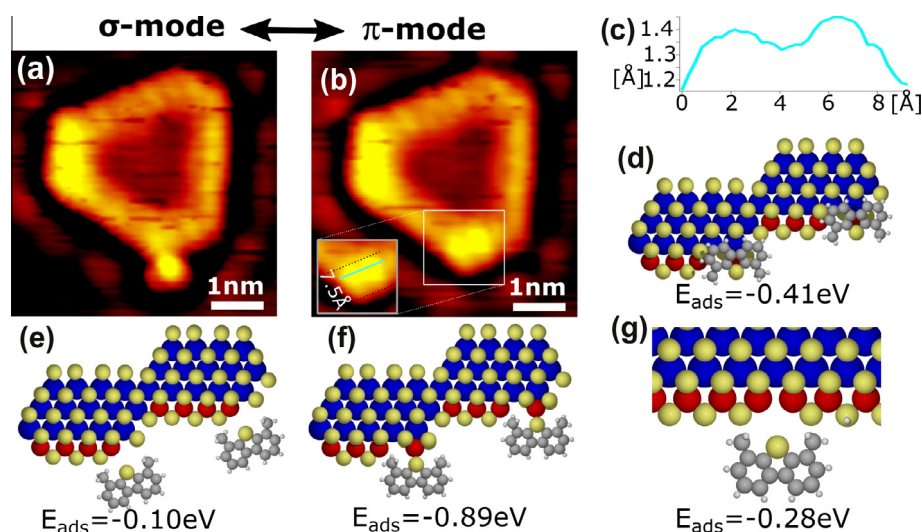 σ-mode ⟷ π-mode
(a)
(b)
(c)
1.4
1.3
[Å]
1.2
0 2 4 6 8 [Å]
(d)
7.5Å
1nm
1nm
E_ads=-0.41eV
(e)
(f)
(g)
E_ads=-0.10eV
E_ads=-0.89eV
E_ads=-0.28eV